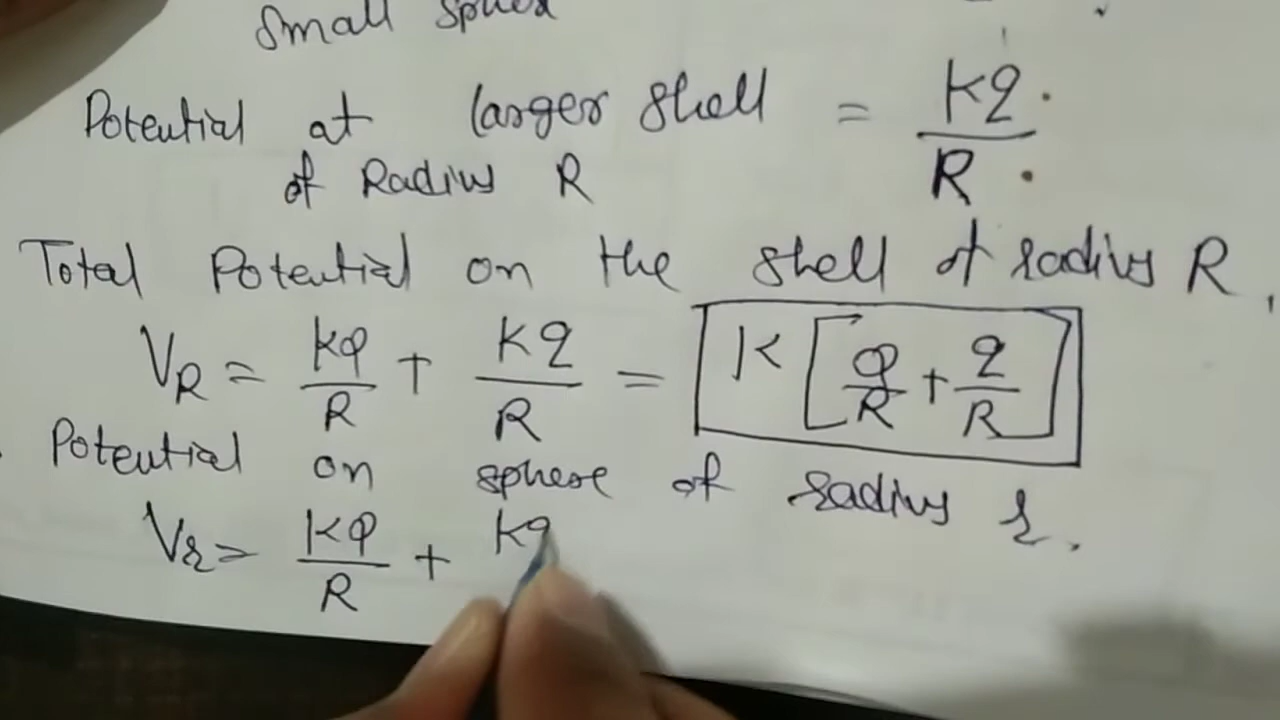 Small sphere
Potential at larger shell = Kq/R
of Radius R
Total Potential on the shell of radius R,
V_R = KQ/R + Kq/R = K[Q/R + q/R]
Potential on sphere of radius r.
V_r = KQ/R + Kq